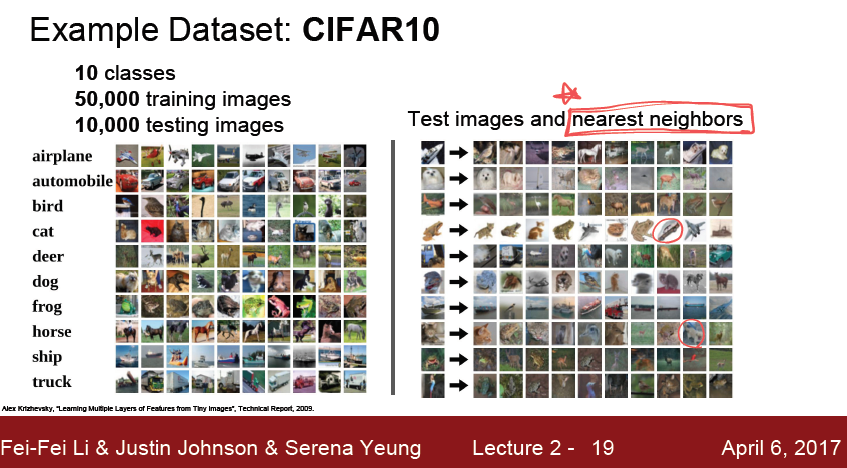 Example Dataset: CIFAR10
10 classes
50,000 training images
10,000 testing images
Test images and nearest neighbors
airplane
automobile
bird
cat
deer
dog
frog
horse
ship
truck
Alex Krizhevsky, "Learning Multiple Layers of Features from Tiny Images", Technical Report, 2009.
Fei-Fei Li & Justin Johnson & Serena Yeung Lecture 2 - 19 April 6, 2017